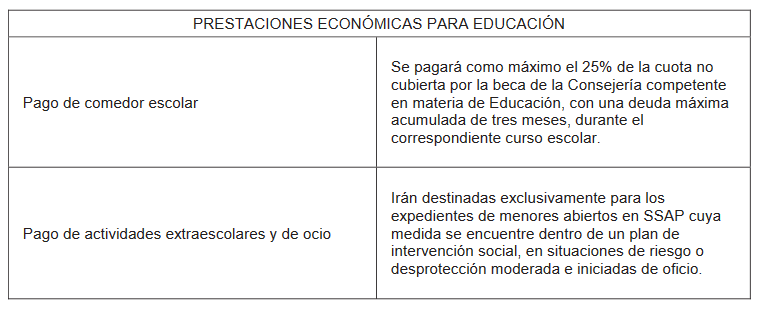 PRESTACIONES ECONÓMICAS PARA EDUCACIÓN
Pago de comedor escolar
Se pagará como máximo el 25% de la cuota no
cubierta por la beca de la Consejería competente
en materia de Educación, con una deuda máxima
acumulada de tres meses, durante el
correspondiente curso escolar.
Pago de actividades extraescolares y de ocio
Irán destinadas exclusivamente para los
expedientes de menores abiertos en SSAP cuya
medida se encuentre dentro de un plan de
intervención social, en situaciones de riesgo o
desprotección moderada e iniciadas de oficio.